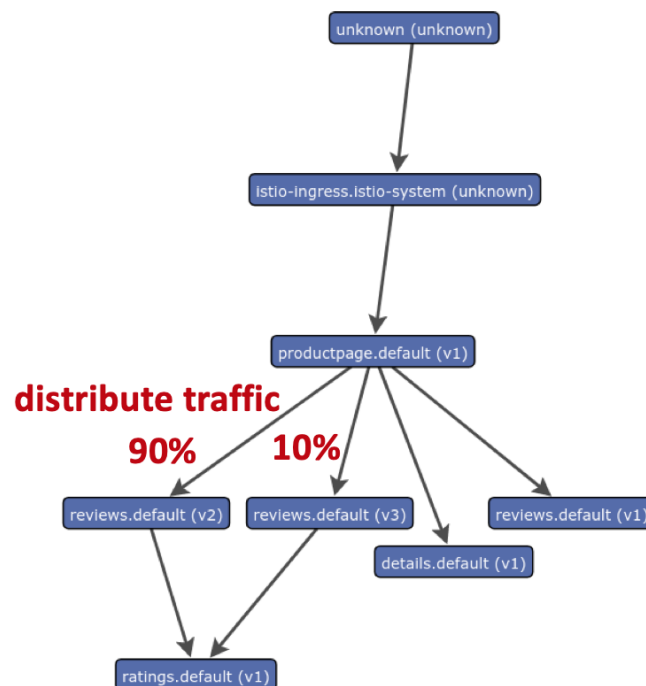 unknown (unknown)
istio-ingress.istio-system (unknown)
productpage.default (v1)
distribute traffic
90%
10%
reviews.default (v2)
reviews.default (v3)
reviews.default (v1)
details.default (v1)
ratings.default (v1)